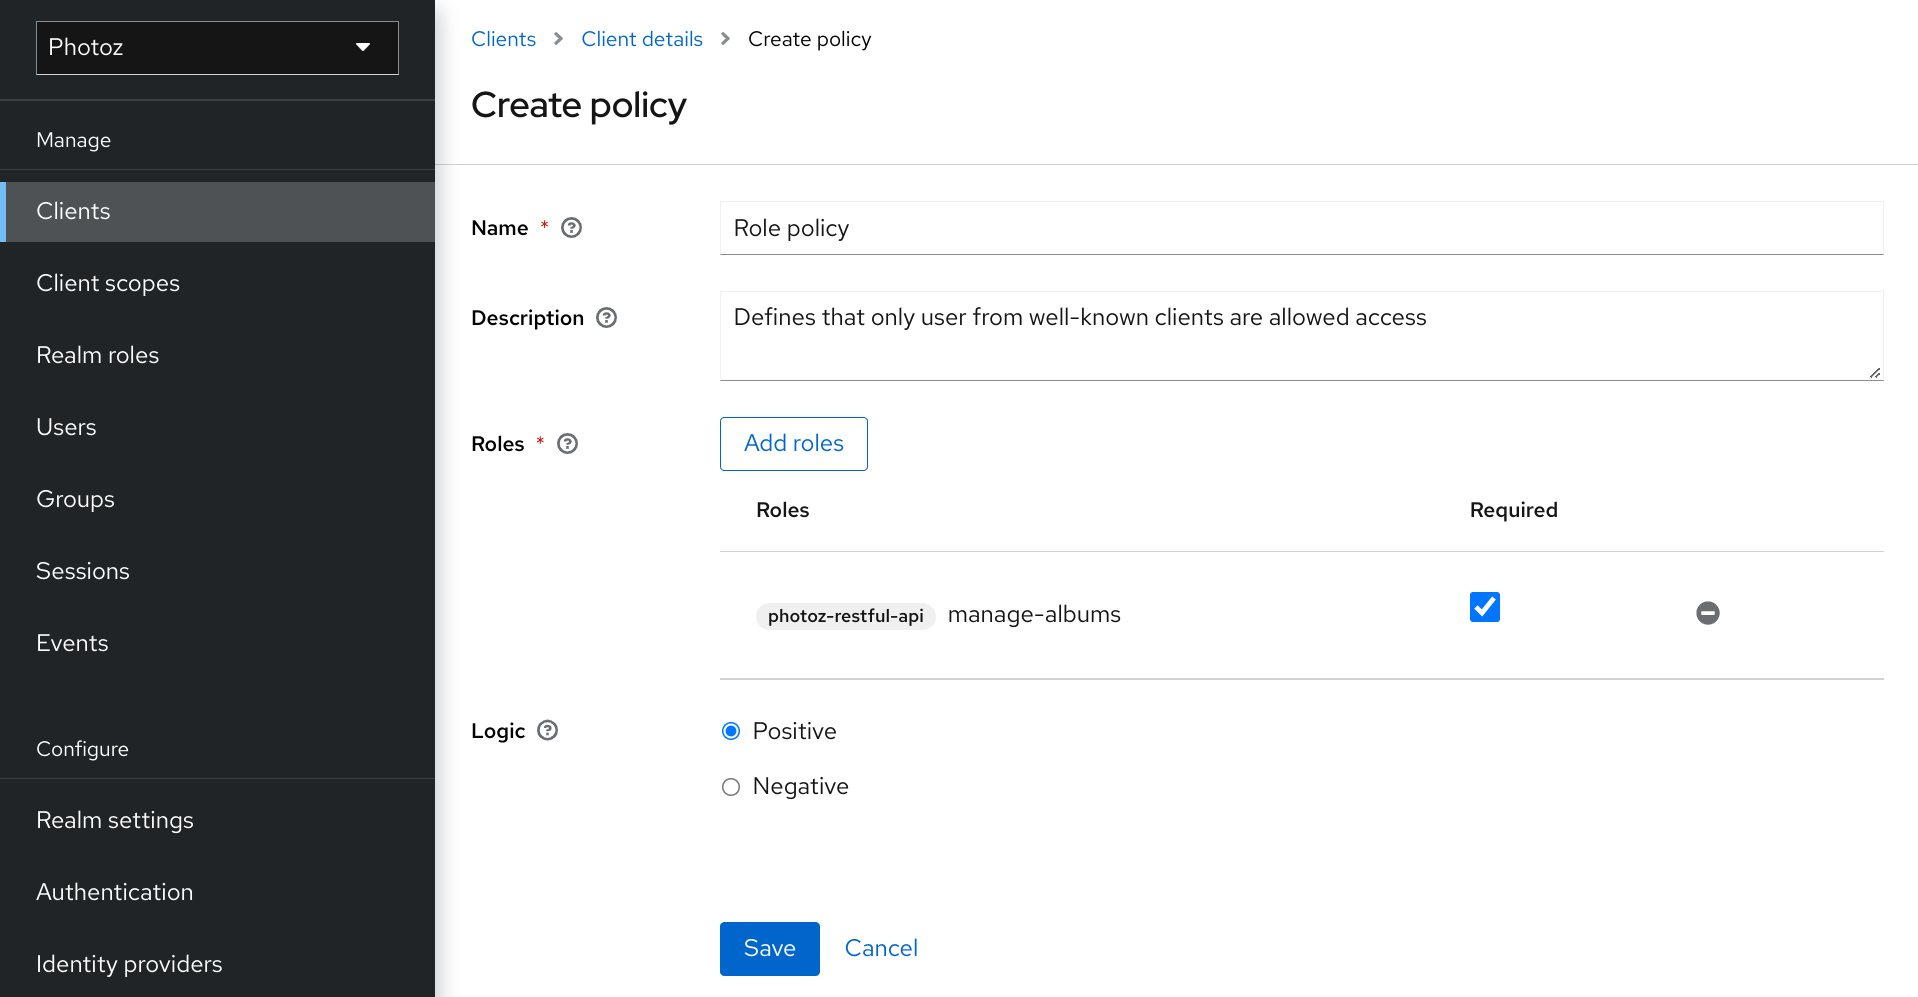 Photoz
Manage
Clients
Client scopes
Realm roles
Users
Groups
Sessions
Events
Configure
Realm settings
Authentication
Identity providers
Clients > Client details > Create policy
Create policy
Name * ?
Role policy
Description ?
Defines that only user from well-known clients are allowed access
Roles * ?
Add roles
Roles Required
photoz-restful-api manage-albums
Logic ?
Positive
Negative
Save Cancel